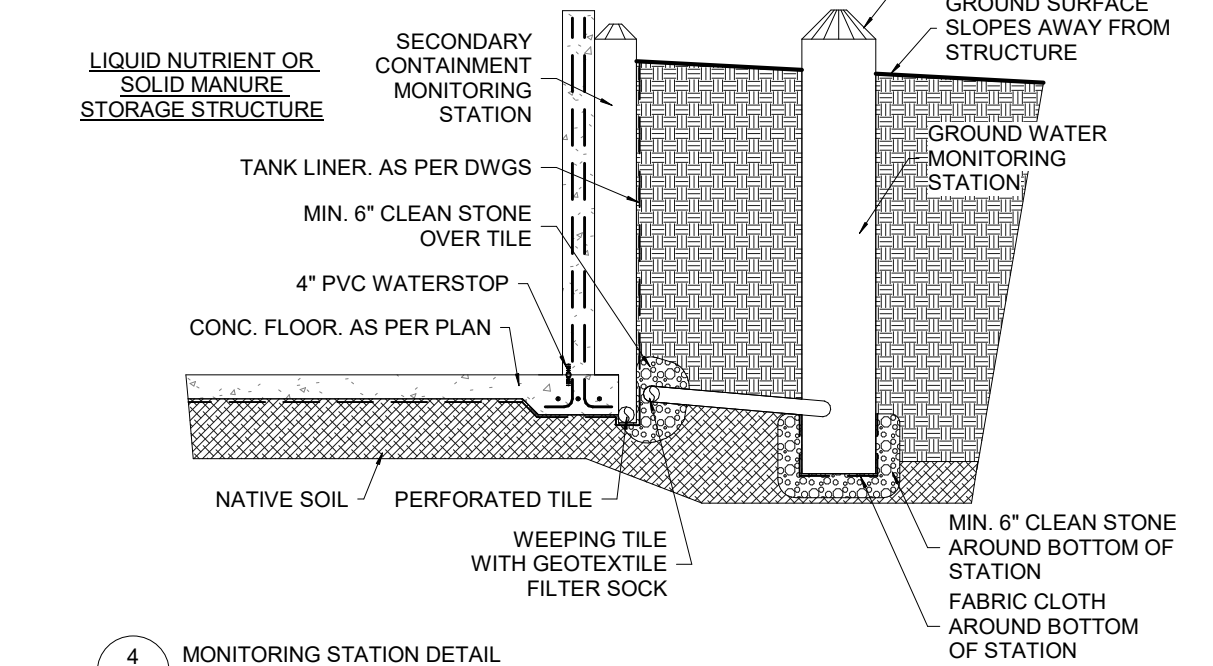 GROUND SURFACE
SLOPES AWAY FROM
STRUCTURE
LIQUID NUTRIENT OR
SOLID MANURE
STORAGE STRUCTURE
SECONDARY
CONTAINMENT
MONITORING
STATION
GROUND WATER
MONITORING
STATION
TANK LINER. AS PER DWGS
MIN. 6" CLEAN STONE
OVER TILE
4" PVC WATERSTOP
CONC. FLOOR. AS PER PLAN
NATIVE SOIL
PERFORATED TILE
WEEPING TILE
WITH GEOTEXTILE
FILTER SOCK
MIN. 6" CLEAN STONE
AROUND BOTTOM OF
STATION
FABRIC CLOTH
AROUND BOTTOM
OF STATION
4
MONITORING STATION DETAIL